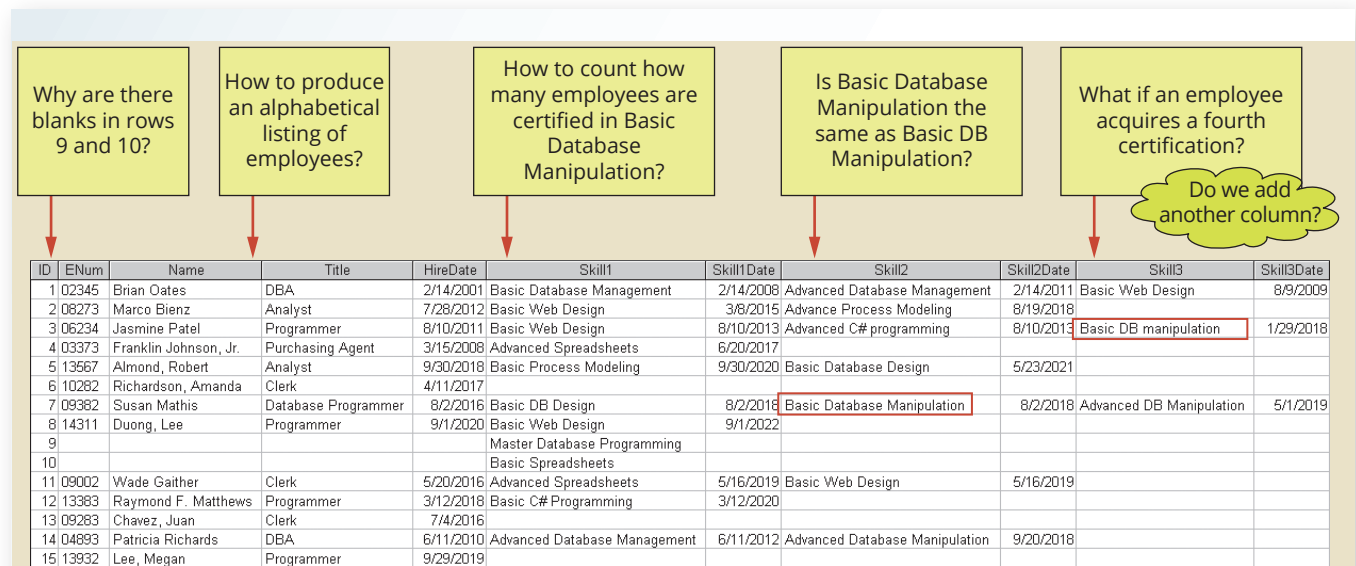 Why are there
blanks in rows
9 and 10?
How to produce
an alphabetical
listing of
employees?
How to count how
many employees are
certified in Basic
Database
Manipulation?
Is Basic Database
Manipulation the
same as Basic DB
Manipulation?
What if an employee
acquires a fourth
certification?
Do we add
another column?
ID ENum Name Title HireDate Skill1 Skill1Date Skill2 Skill2Date Skill3 Skill3Date
1 02345 Brian Oates DBA 2/14/2001 Basic Database Management 2/14/2008 Advanced Database Management 2/14/2011 Basic Web Design 8/9/2009
2 08273 Marco Bienz Analyst 7/28/2012 Basic Web Design 3/8/2015 Advance Process Modeling 8/19/2018
3 06234 Jasmine Patel Programmer 8/10/2011 Basic Web Design 8/10/2013 Advanced C# programming 8/10/2013 Basic DB manipulation 1/29/2018
4 03373 Franklin Johnson, Jr. Purchasing Agent 3/15/2008 Advanced Spreadsheets 6/20/2017
5 13567 Almond, Robert Analyst 9/30/2018 Basic Process Modeling 9/30/2020 Basic Database Design 5/23/2021
6 10282 Richardson, Amanda Clerk 4/11/2017
7 09382 Susan Mathis Database Programmer 8/2/2016 Basic DB Design 8/2/2018 Basic Database Manipulation 8/2/2018 Advanced DB Manipulation 5/1/2019
8 14311 Duong, Lee Programmer 9/1/2020 Basic Web Design 9/1/2022
9 Master Database Programming
10 Basic Spreadsheets
11 09002 Wade Gaither Clerk 5/20/2016 Advanced Spreadsheets 5/16/2019 Basic Web Design 5/16/2019
12 13383 Raymond F. Matthews Programmer 3/12/2018 Basic C# Programming 3/12/2020
13 09283 Chavez, Juan Clerk 7/4/2016
14 04893 Patricia Richards DBA 6/11/2010 Advanced Database Management 6/11/2012 Advanced Database Manipulation 9/20/2018
15 13932 Lee, Megan Programmer 9/29/2019